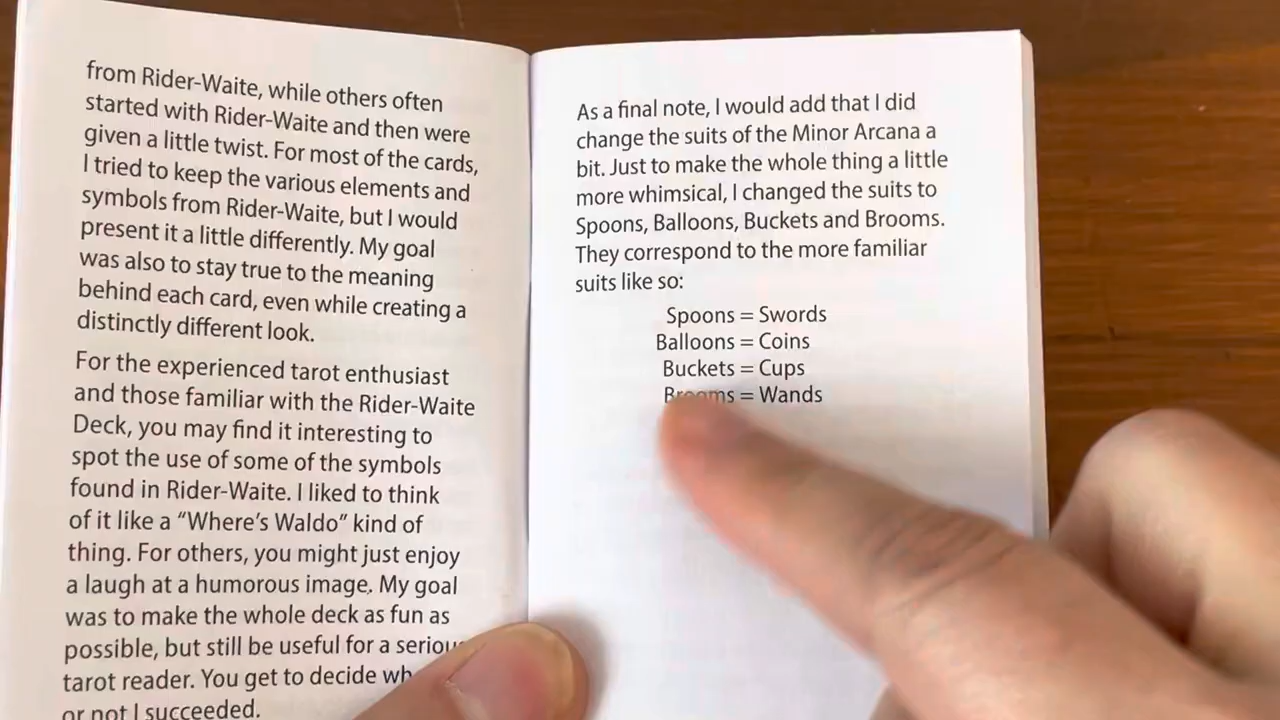 from Rider-Waite, while others often
started with Rider-Waite and then were
given a little twist. For most of the cards,
I tried to keep the various elements and
symbols from Rider-Waite, but I would
present it a little differently. My goal
was also to stay true to the meaning
behind each card, even while creating a
distinctly different look.
For the experienced tarot enthusiast
and those familiar with the Rider-Waite
Deck, you may find it interesting to
spot the use of some of the symbols
found in Rider-Waite. I liked to think
of it like a “Where’s Waldo” kind of
thing. For others, you might just enjoy
a laugh at a humorous image. My goal
was to make the whole deck as fun as
possible, but still be useful for a serious
tarot reader. You get to decide
or not I succeeded.
As a final note, I would add that I did
change the suits of the Minor Arcana a
bit. Just to make the whole thing a little
more whimsical, I changed the suits to
Spoons, Balloons, Buckets and Brooms.
They correspond to the more familiar
suits like so:
Spoons = Swords
Balloons = Coins
Buckets = Cups
Brooms = Wands